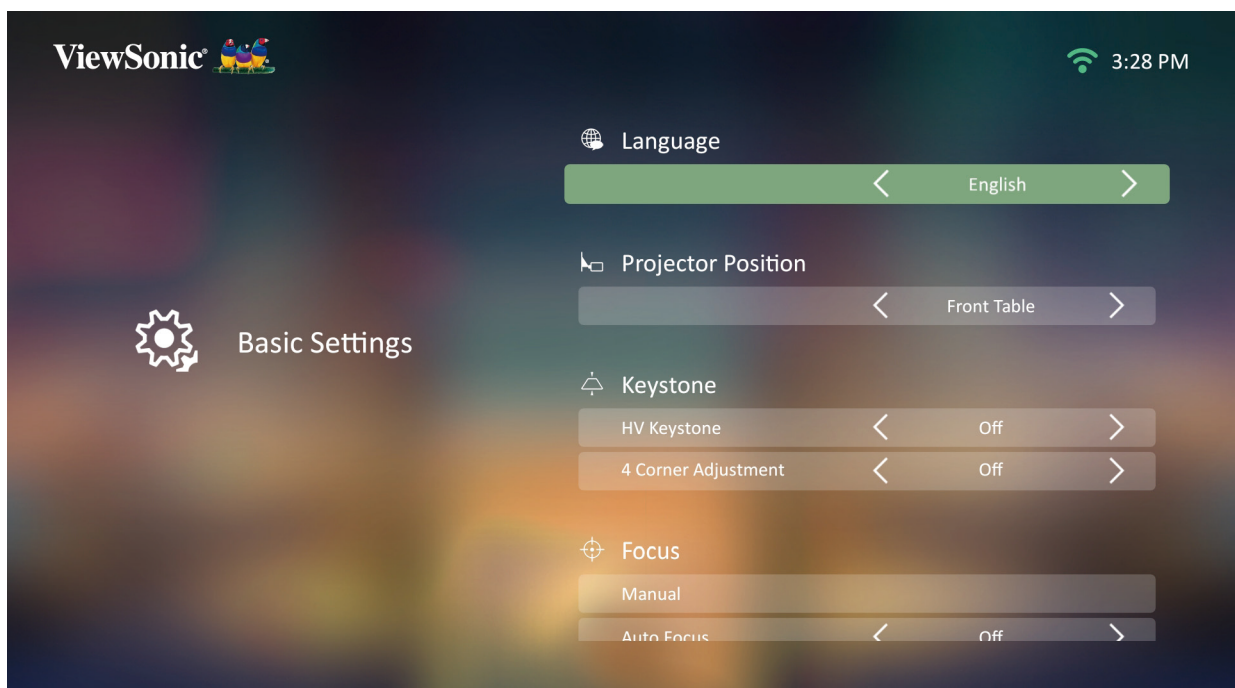 ViewSonic®
3:28 PM
Language
English
Projector Position
Front Table
Basic Settings
Keystone
HV Keystone Off
4 Corner Adjustment Off
Focus
Manual
Auto Focus Off